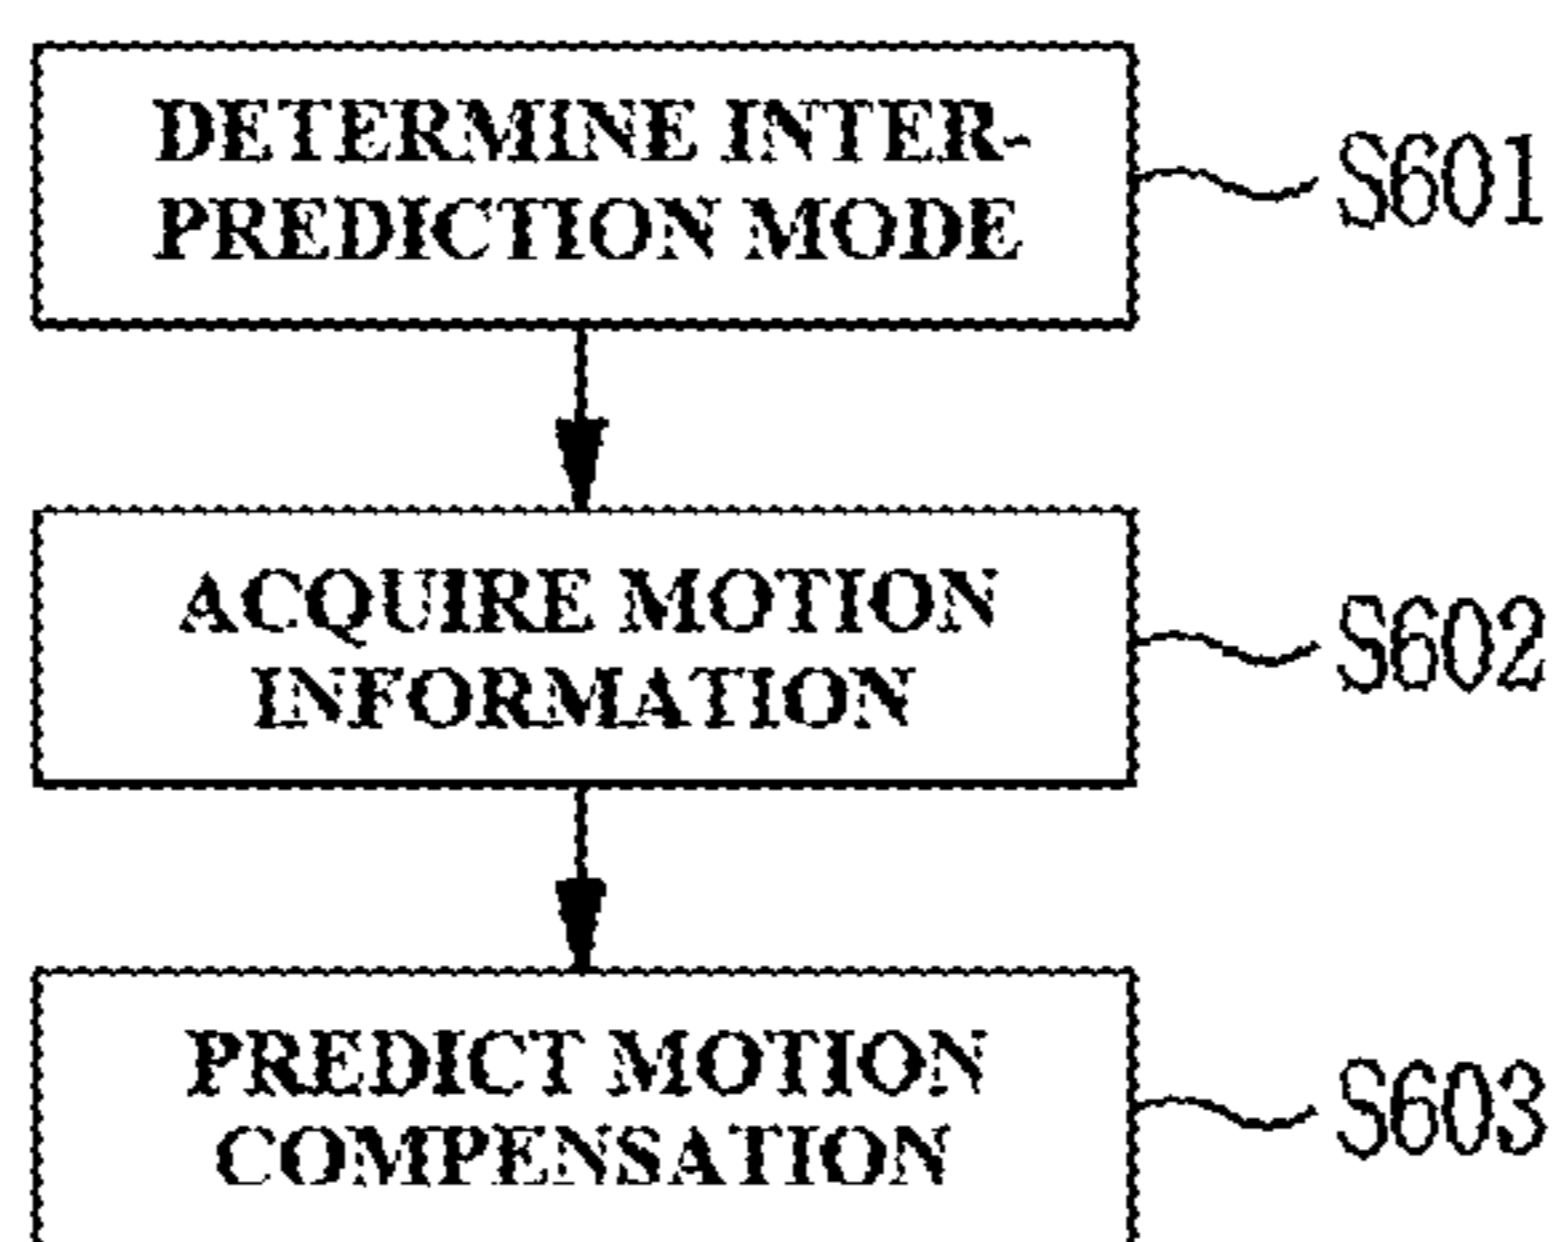 DETERMINE INTER-
PREDICTION MODE
S601
ACQUIRE MOTION
INFORMATION
S602
PREDICT MOTION
COMPENSATION
S603